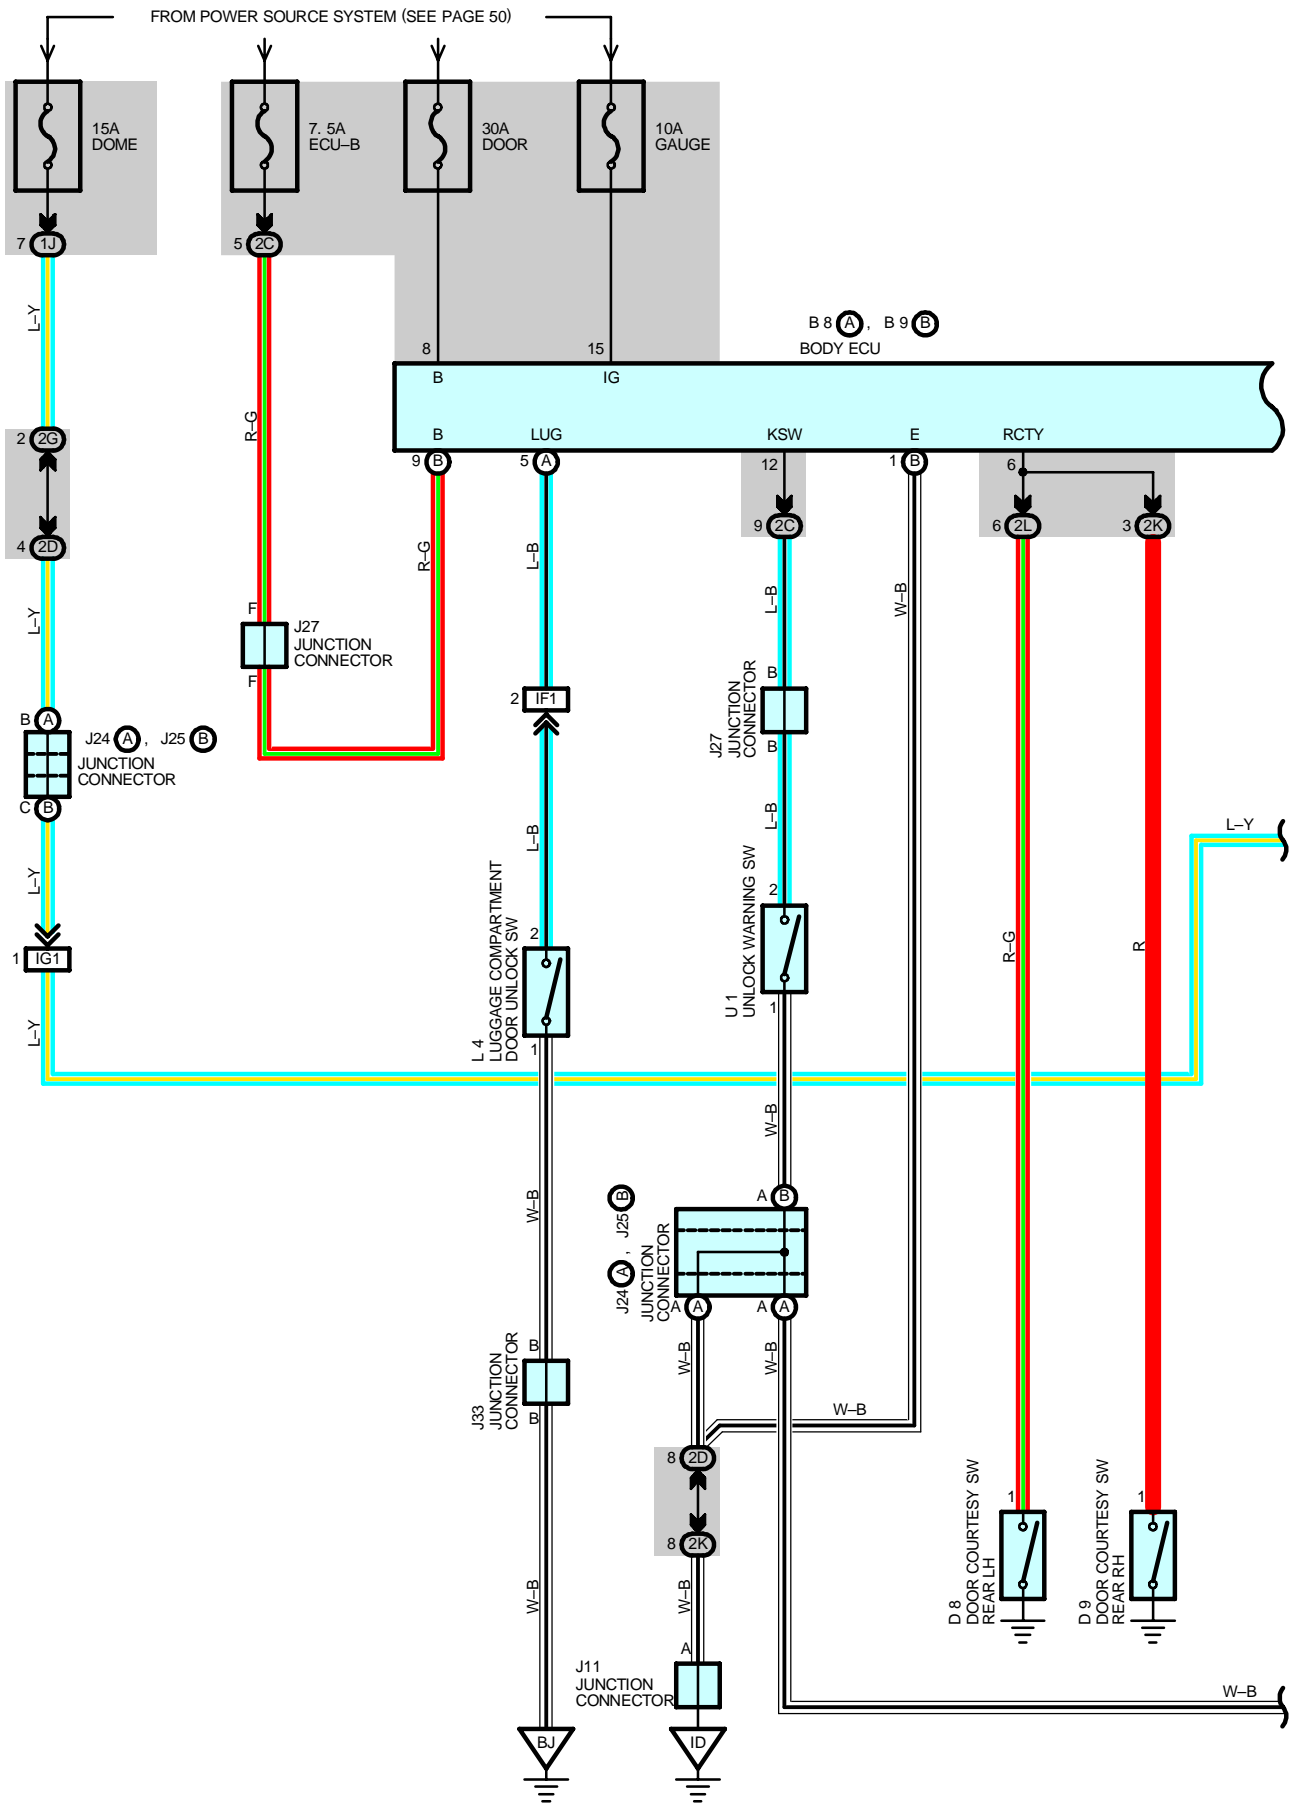 FROM POWER SOURCE SYSTEM (SEE PAGE 50)
15A
DOME
7. 5A
ECU–B
30A
DOOR
10A
GAUGE
7 1J
5 2C
L–Y
B 8 A , B 9 B
BODY ECU
8
15
B
IG
R–G
B
LUG
KSW
E
RCTY
2 2G
9 B
5 A
12
1 B
6
9 2C
6 2L
3 2K
4 2D
R–G
L–B
L–B
W–B
L–Y
F
J27
JUNCTION
CONNECTOR
F
2 IF1
B
J27
JUNCTION
CONNECTOR
B
B A
J24 A , J25 B
JUNCTION
CONNECTOR
C B
L–B
L–B
L–Y
L–Y
1 IG1
L–Y
2
L 4
LUGGAGE COMPARTMENT
DOOR UNLOCK SW
1
2
U 1
UNLOCK WARNING SW
1
R–G
R
W–B
W–B
A B
J24 A , J25 B
JUNCTION
CONNECTOR
A A
A A
B
J33
JUNCTION
CONNECTOR
B
W–B
W–B
W–B
8 2D
8 2K
1
D 8
DOOR COURTESY SW
REAR LH
1
D 9
DOOR COURTESY SW
REAR RH
W–B
W–B
A
J11
JUNCTION
CONNECTOR
W–B
BJ
ID